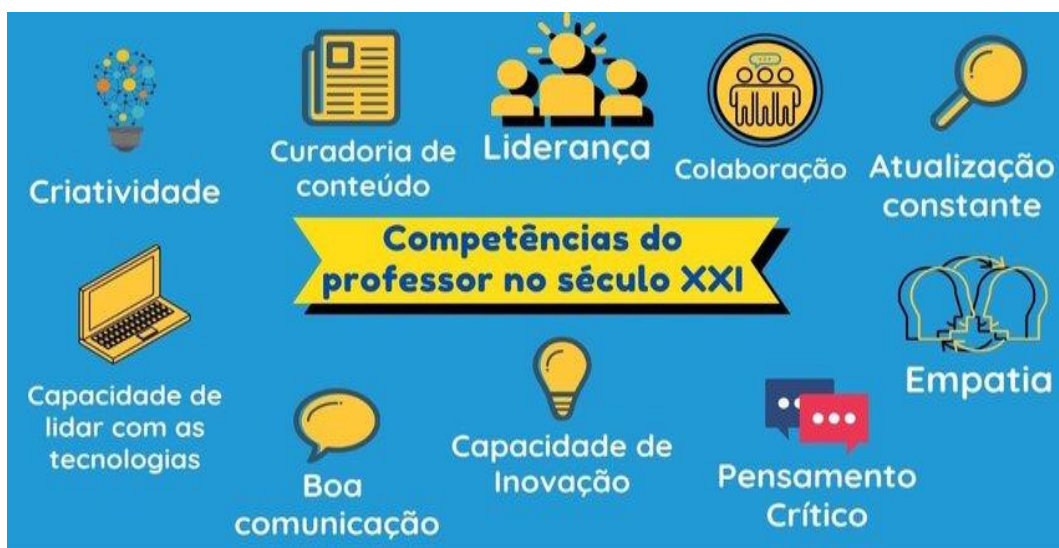 Criatividade
Curadoria de
conteúdo
Liderança
Colaboração
Atualização
constante
Competências do
professor no século XXI
Capacidade de
lidar com as
tecnologias
Boa
comunicação
Capacidade de
Inovação
Pensamento
Crítico
Empatia